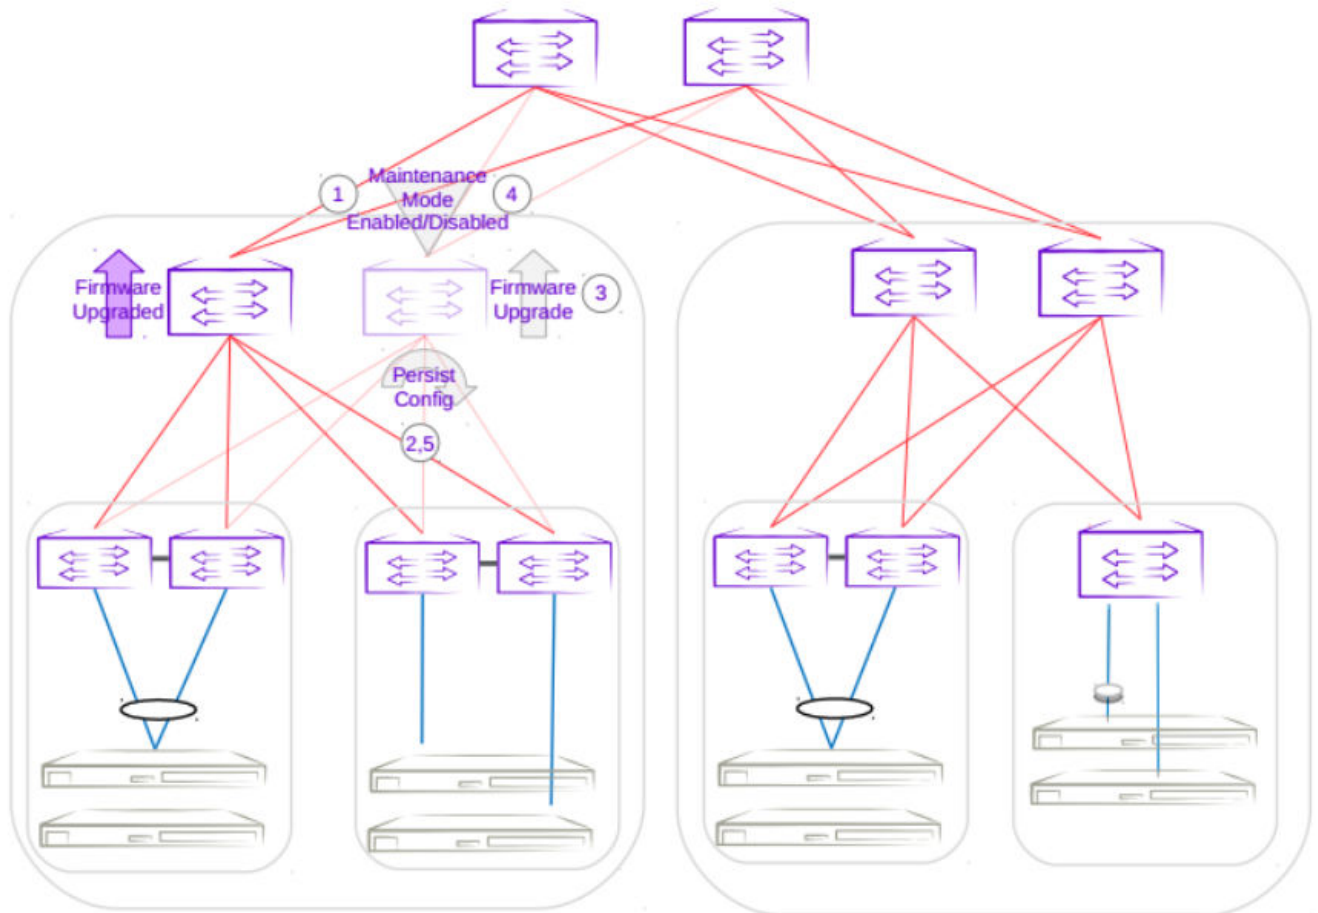 1
Maintenance
Mode
Enabled/Disabled
4
Firmware
Upgraded
Firmware
Upgrade
3
Persist
Config
2,5